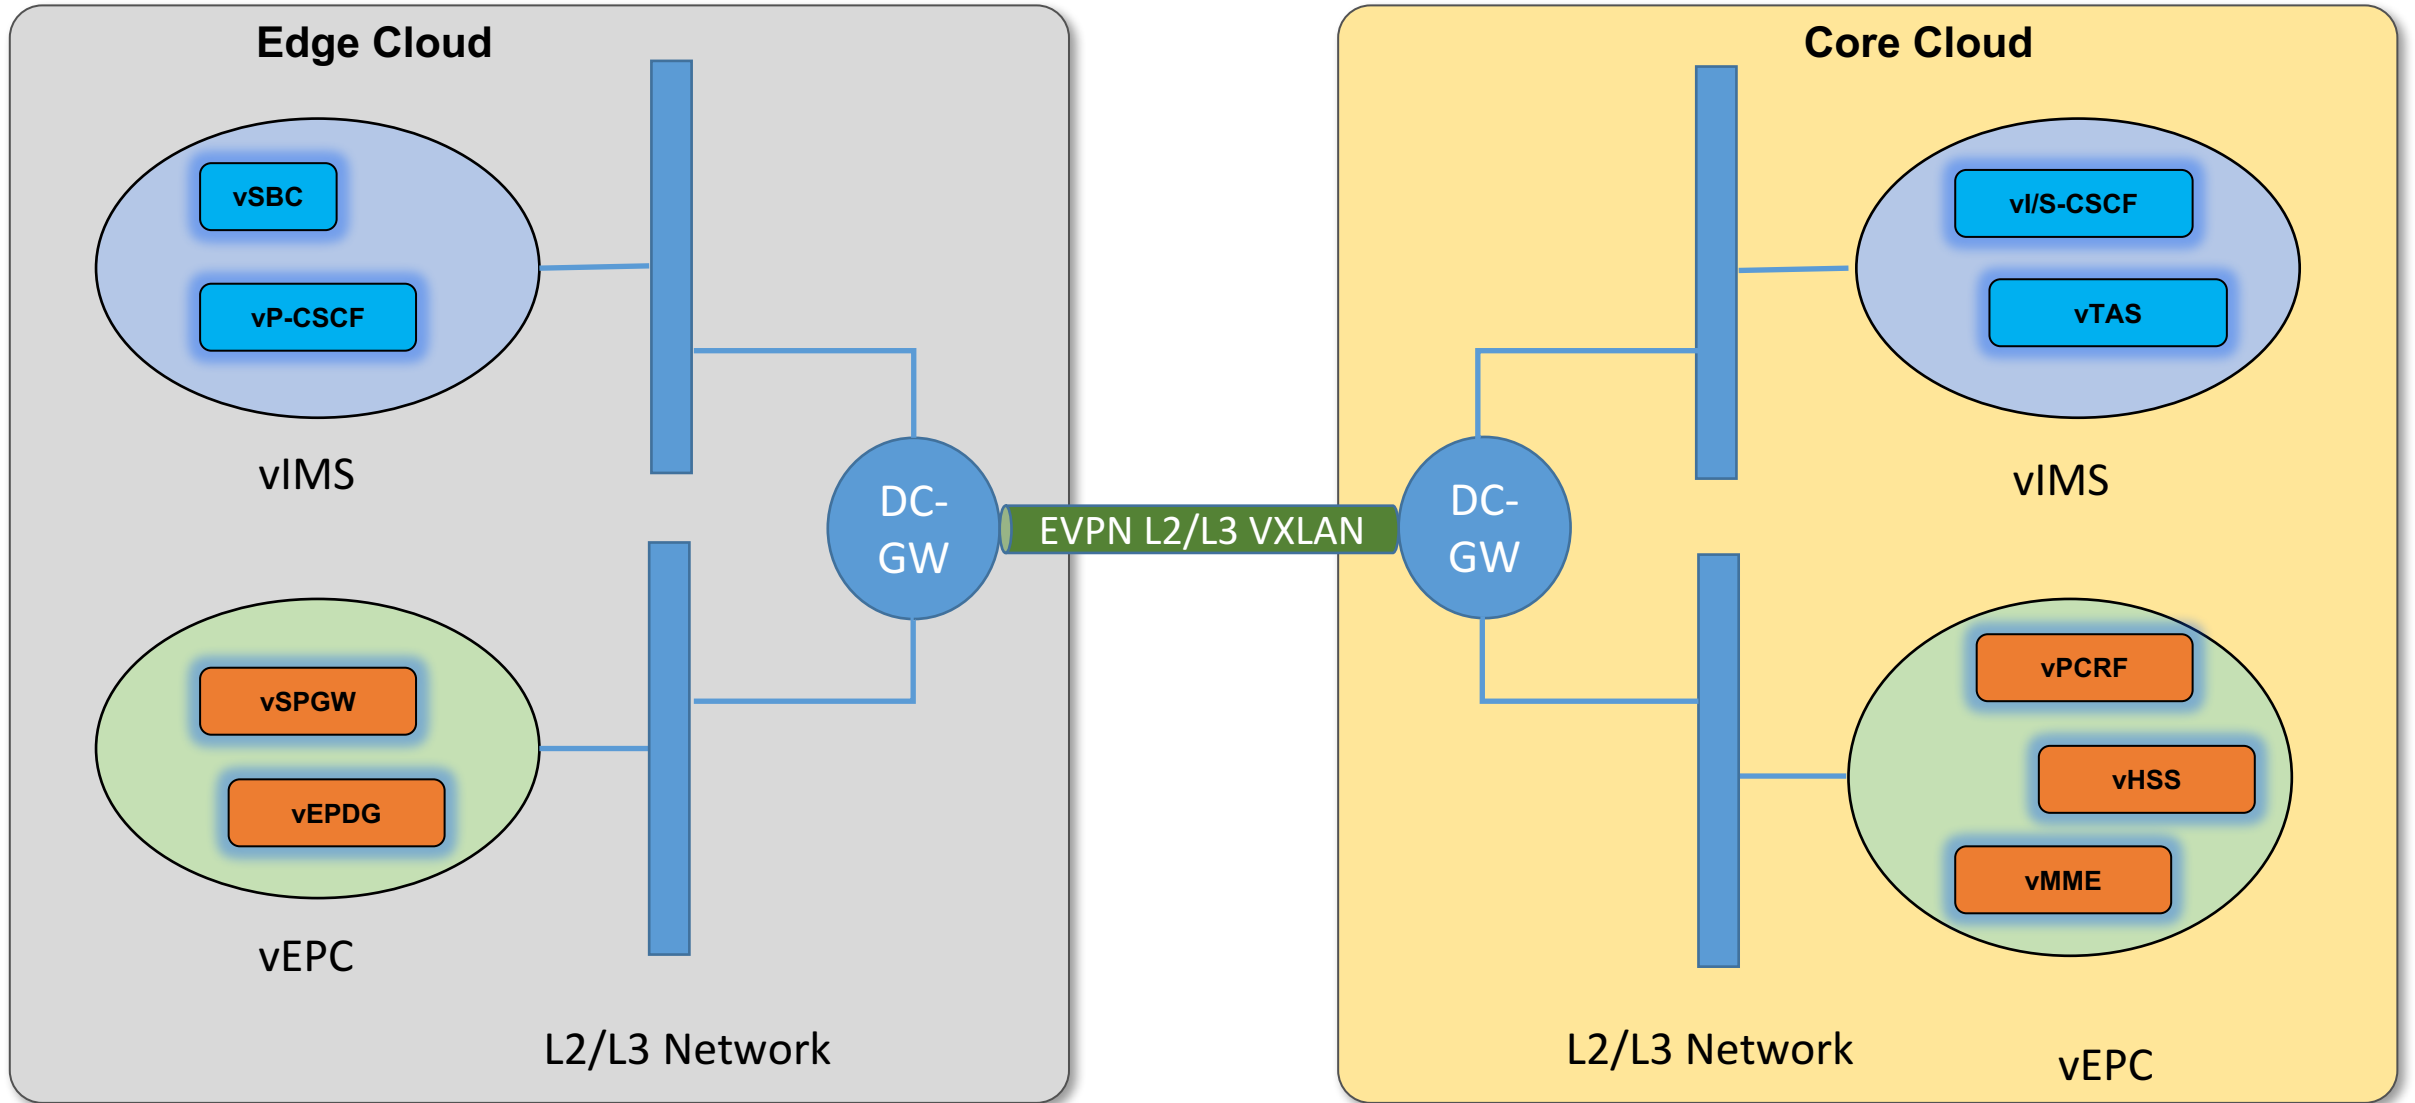 Edge Cloud
vSBC
vP-CSCF
vIMS
vSPGW
vEPDG
vEPC
L2/L3 Network
DC-
GW
EVPN L2/L3 VXLAN
Core Cloud
DC-
GW
vI/S-CSCF
vTAS
vIMS
vPCRF
vHSS
vMME
L2/L3 Network
vEPC